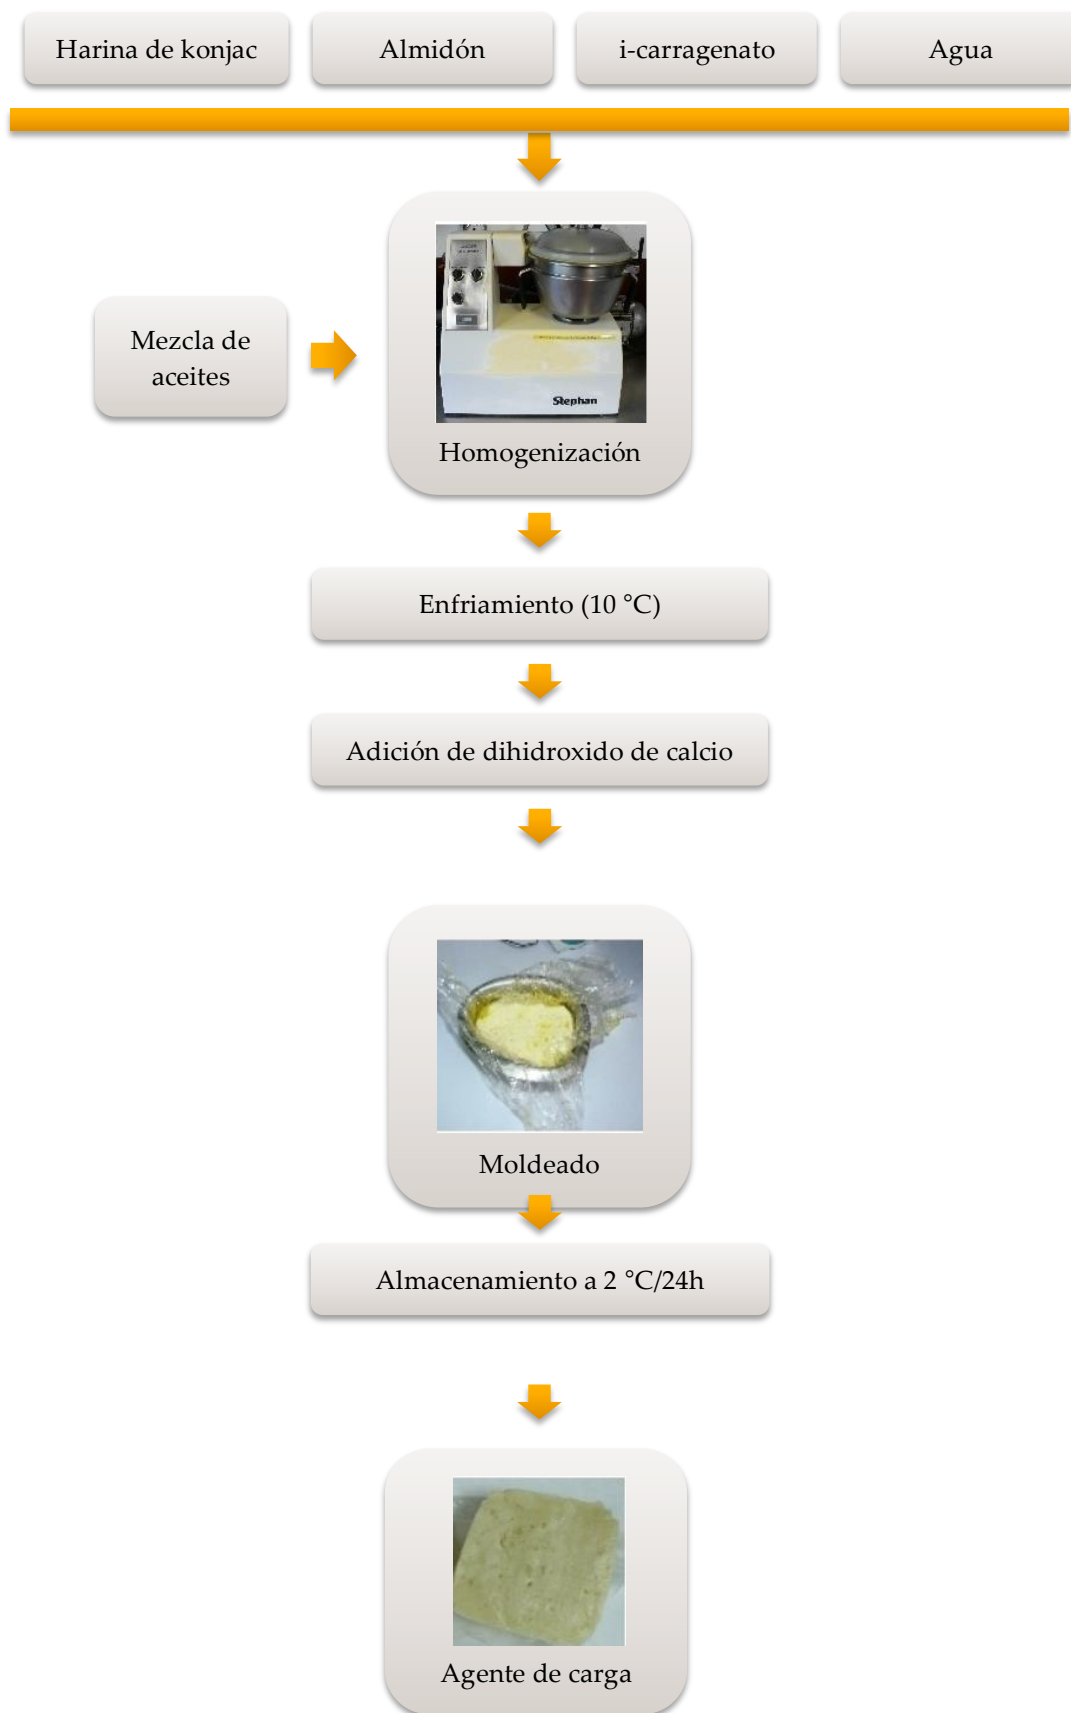 Harina de konjac
Almidón
i-carragenato
Agua
Mezcla de
aceites
Stephan
Homogenización
Enfriamiento (10 °C)
Adición de dihidroxido de calcio
Moldeado
Almacenamiento a 2 °C/24h
Agente de carga